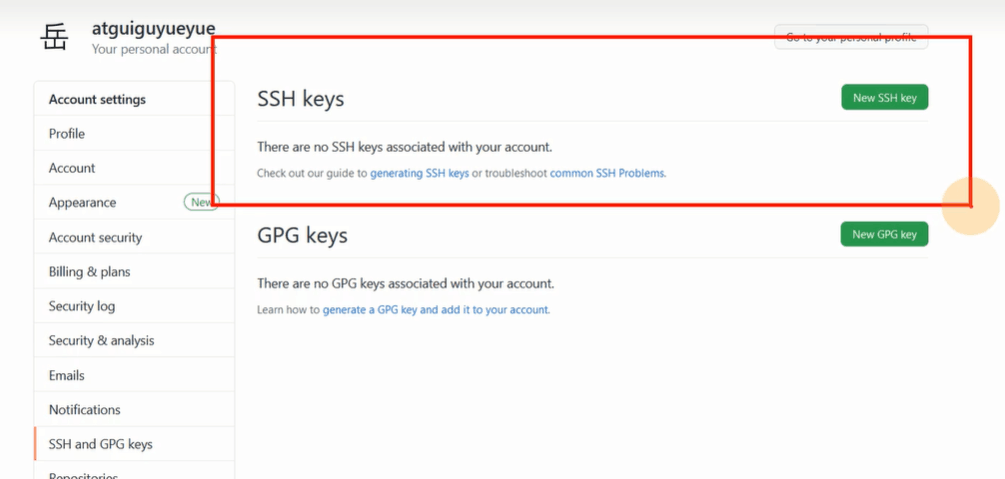 岳
atguiguyueyue
Your personal account
Go to your personal profile
Account settings
Profile
Account
Appearance
New
Account security
Billing & plans
Security log
Security & analysis
Emails
Notifications
SSH and GPG keys
Repositories
SSH keys
New SSH key
There are no SSH keys associated with your account.
Check out our guide to generating SSH keys or troubleshoot common SSH Problems.
GPG keys
New GPG key
There are no GPG keys associated with your account.
Learn how to generate a GPG key and add it to your account.